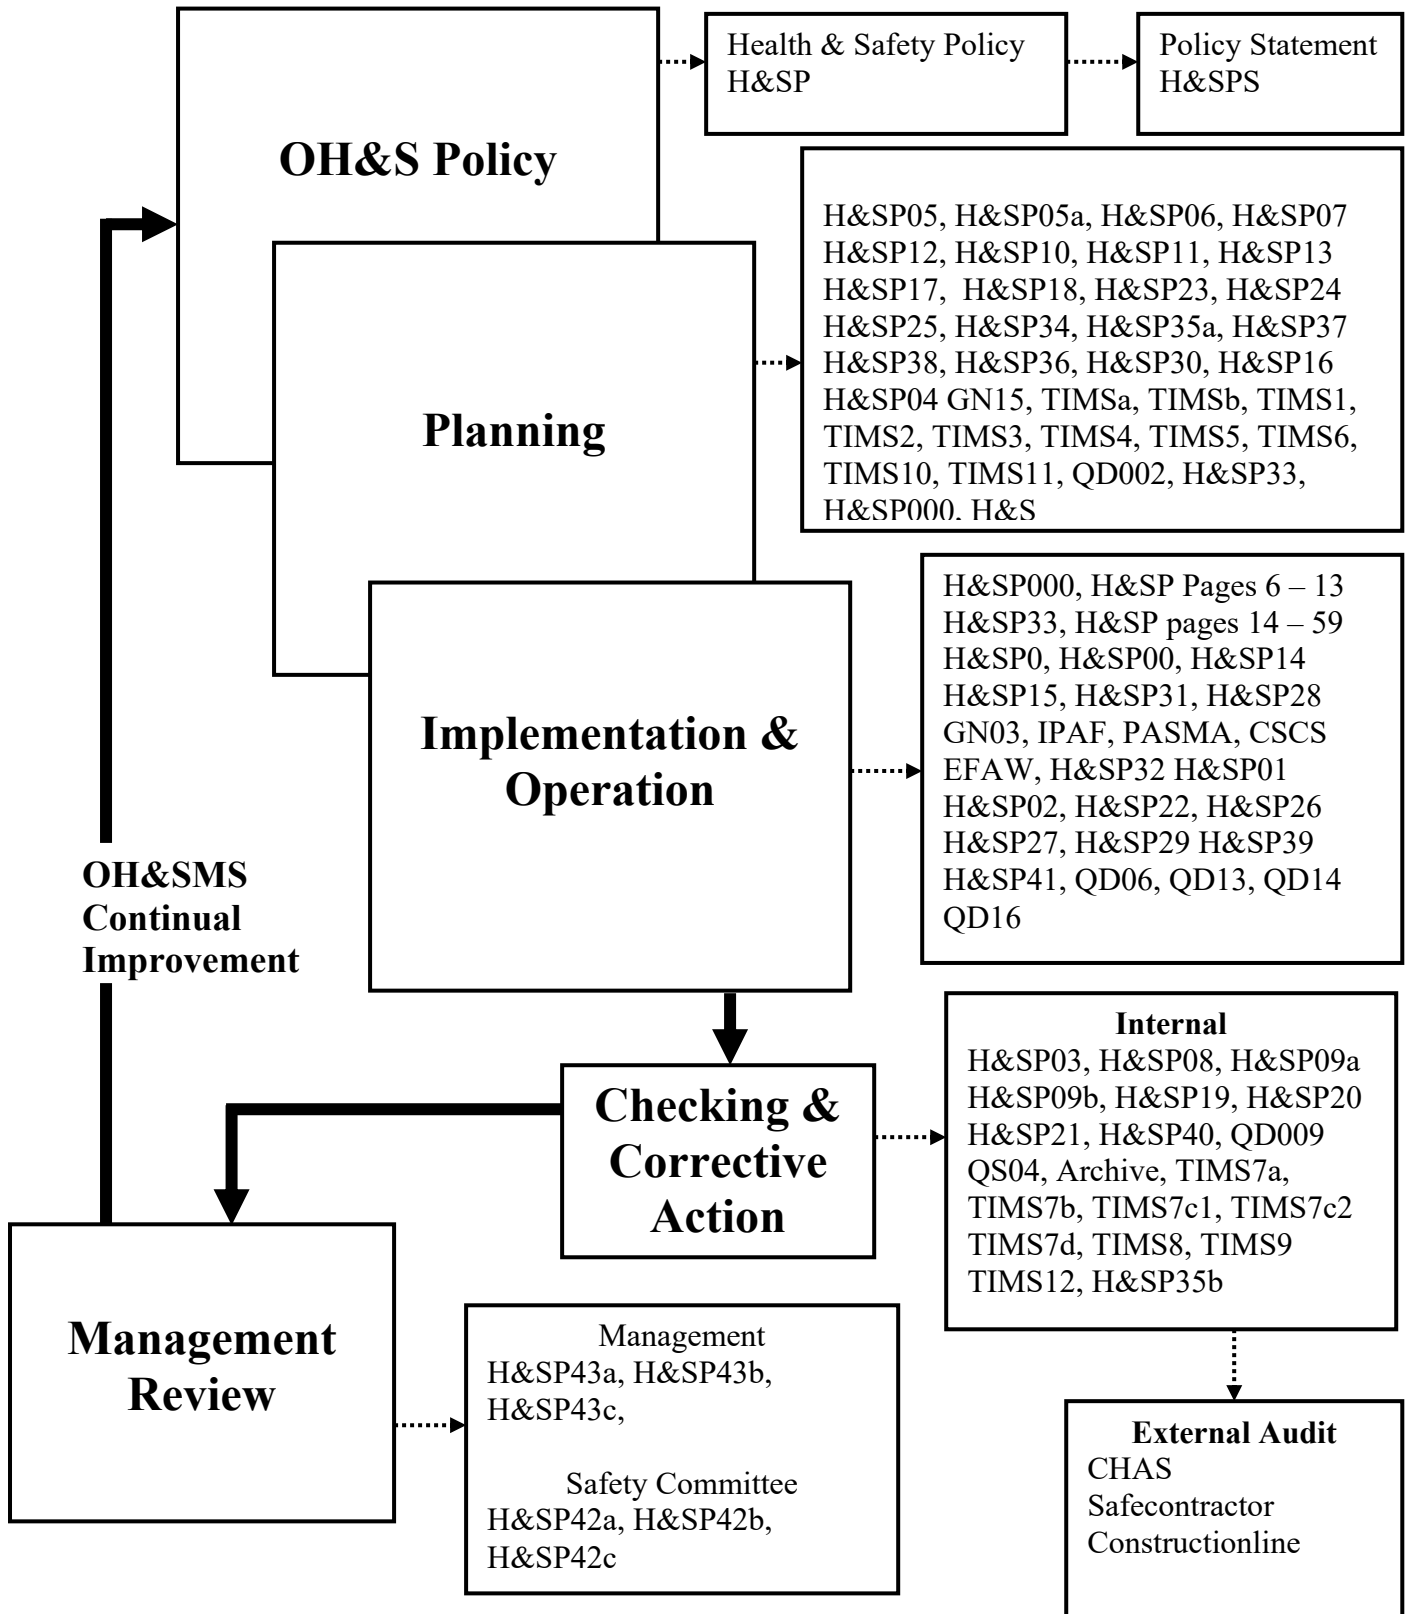 OH&S Policy
Health & Safety Policy
H&SP
Policy Statement
H&SPS
Planning
H&SP05, H&SP05a, H&SP06, H&SP07
H&SP12, H&SP10, H&SP11, H&SP13
H&SP17,  H&SP18, H&SP23, H&SP24
H&SP25, H&SP34, H&SP35a, H&SP37
H&SP38, H&SP36, H&SP30, H&SP16
H&SP04 GN15, TIMSa, TIMSb, TIMS1,
TIMS2, TIMS3, TIMS4, TIMS5, TIMS6,
TIMS10, TIMS11, QD002, H&SP33,
H&SP000, H&S
Implementation &
Operation
H&SP000, H&SP Pages 6 – 13
H&SP33, H&SP pages 14 – 59
H&SP0, H&SP00, H&SP14
H&SP15, H&SP31, H&SP28
GN03, IPAF, PASMA, CSCS
EFAW, H&SP32 H&SP01
H&SP02, H&SP22, H&SP26
H&SP27, H&SP29 H&SP39
H&SP41, QD06, QD13, QD14
QD16
OH&SMS
Continual
Improvement
Checking &
Corrective
Action
Internal
H&SP03, H&SP08, H&SP09a
H&SP09b, H&SP19, H&SP20
H&SP21, H&SP40, QD009
QS04, Archive, TIMS7a,
TIMS7b, TIMS7c1, TIMS7c2
TIMS7d, TIMS8, TIMS9
TIMS12, H&SP35b
Management
Review
Management
H&SP43a, H&SP43b,
H&SP43c,
Safety Committee
H&SP42a, H&SP42b,
H&SP42c
External Audit
CHAS
Safecontractor
Constructionline